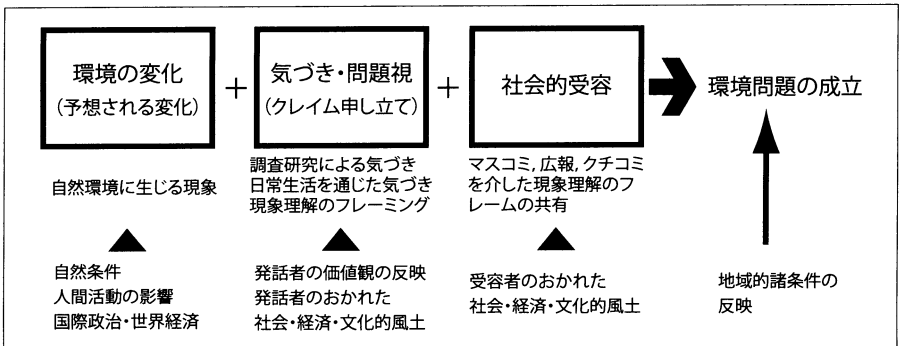 環境の変化
(予想される変化)
+
気づき・問題視
(クレイム申し立て)
+
社会的受容
環境問題の成立
自然環境に生じる現象
調査研究による気づき
日常生活を通じた気づき
現象理解のフレーミング
マスコミ,広報,クチコミ
を介した現象理解のフ
レームの共有
自然条件
人間活動の影響
国際政治・世界経済
発話者の価値観の反映
発話者のおかれた
社会・経済・文化的風土
受容者のおかれた
社会・経済・文化的風土
地域的諸条件の
反映